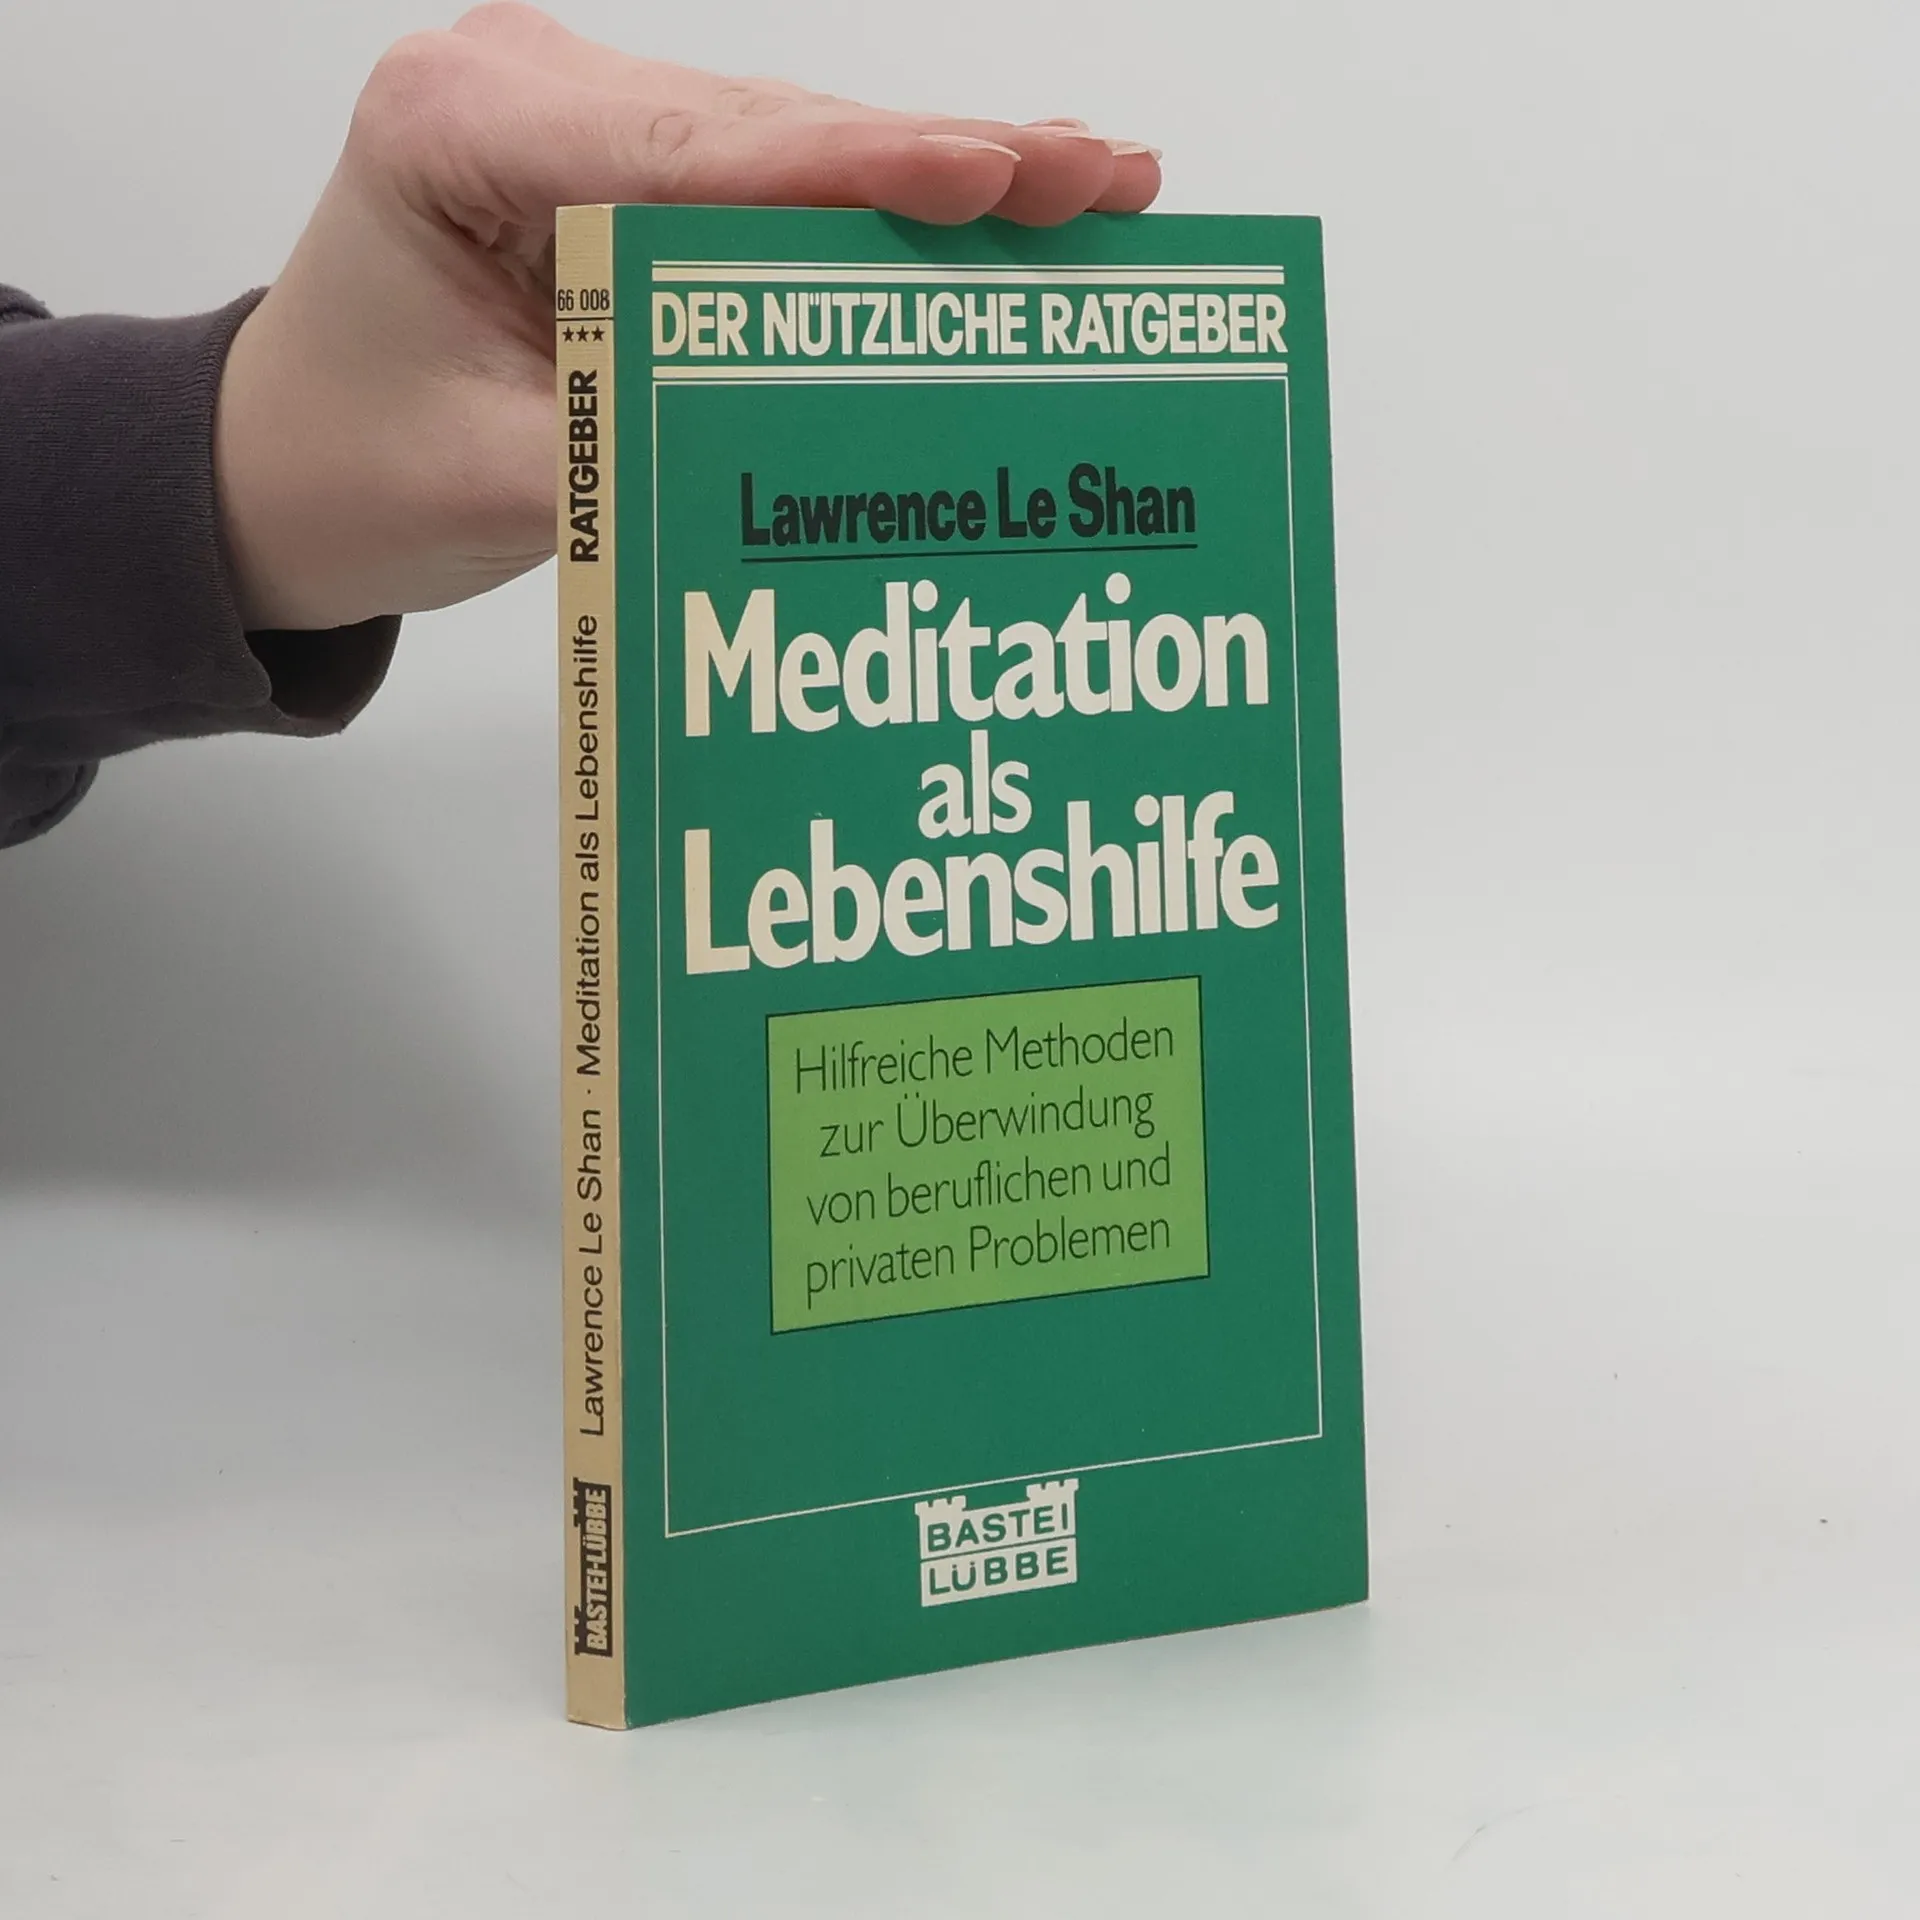 66 008
★★★
RATGEBER
Lawrence Le Shan · Meditation als Lebenshilfe
BASTEI-LÜBBE
DER NÜTZLICHE RATGEBER
Lawrence Le Shan
Meditation
als
Lebenshilfe
Hilfreiche Methoden
zur Überwindung
von beruflichen und
privaten Problemen
BASTEI
LÜBBE